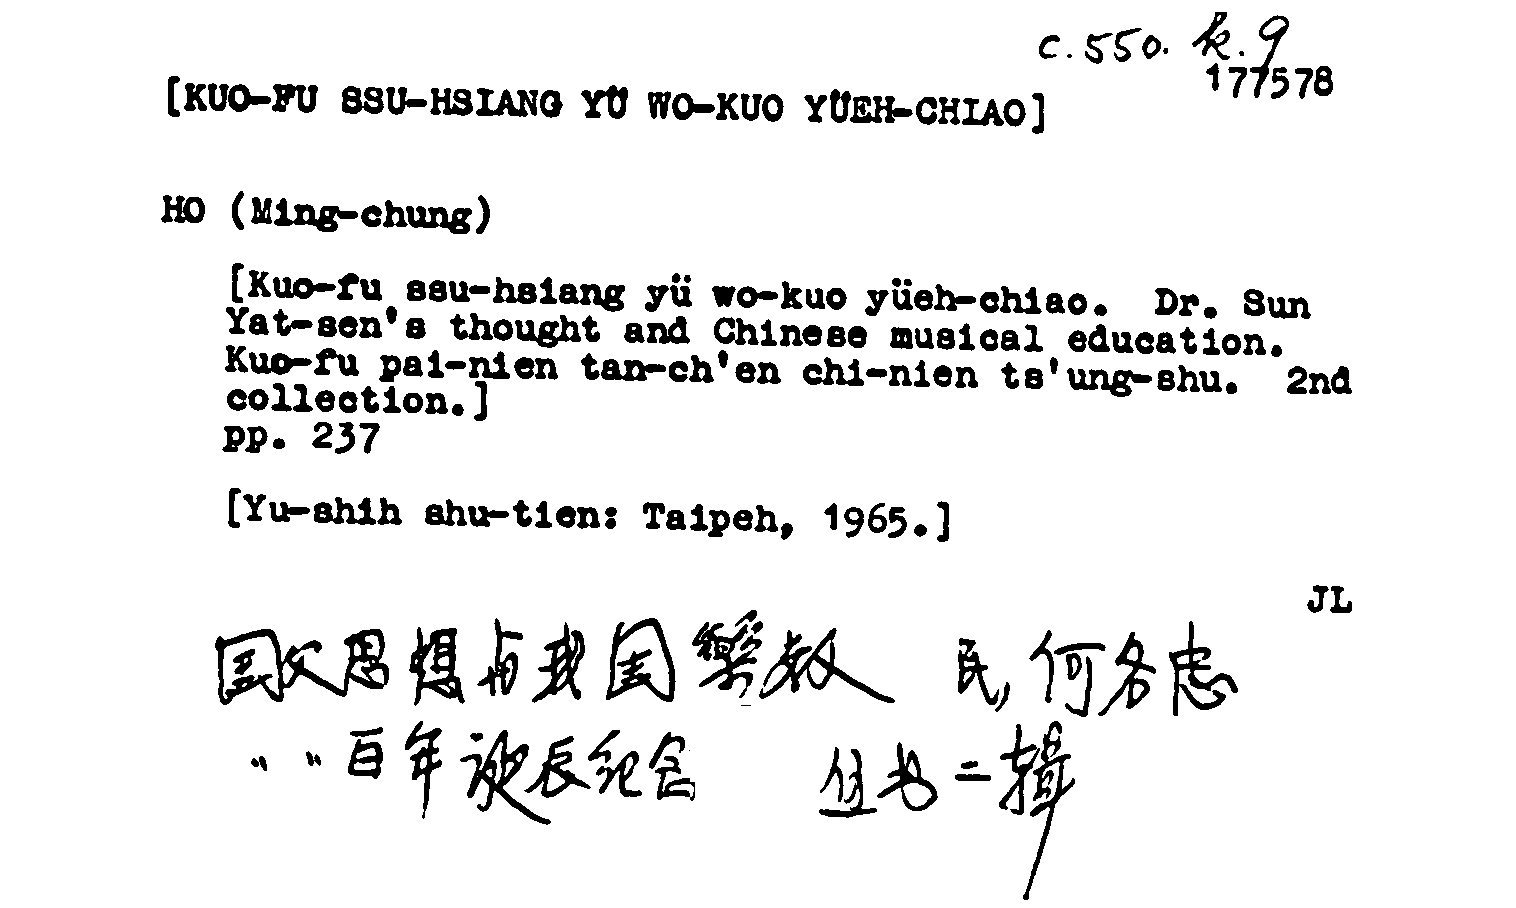 c.550. k.9
177578
[KUO-FU SSU-HSIANG YÜ WO-KUO YÜEH-CHIAO]
HO (Ming-chung)
[Kuo-fu ssu-hsiang yü wo-kuo yüeh-chiao. Dr. Sun
Yat-sen's thought and Chinese musical education.
Kuo-fu pai-nien tan-ch'en chi-nien ts'ung-shu. 2nd
collection.]
pp. 237
[Yu-shih shu-tien: Taipeh, 1965.]
JL
国父思想与我国樂教 民, 何名忠
〃 〃 百年诞辰纪念 丛书二輯